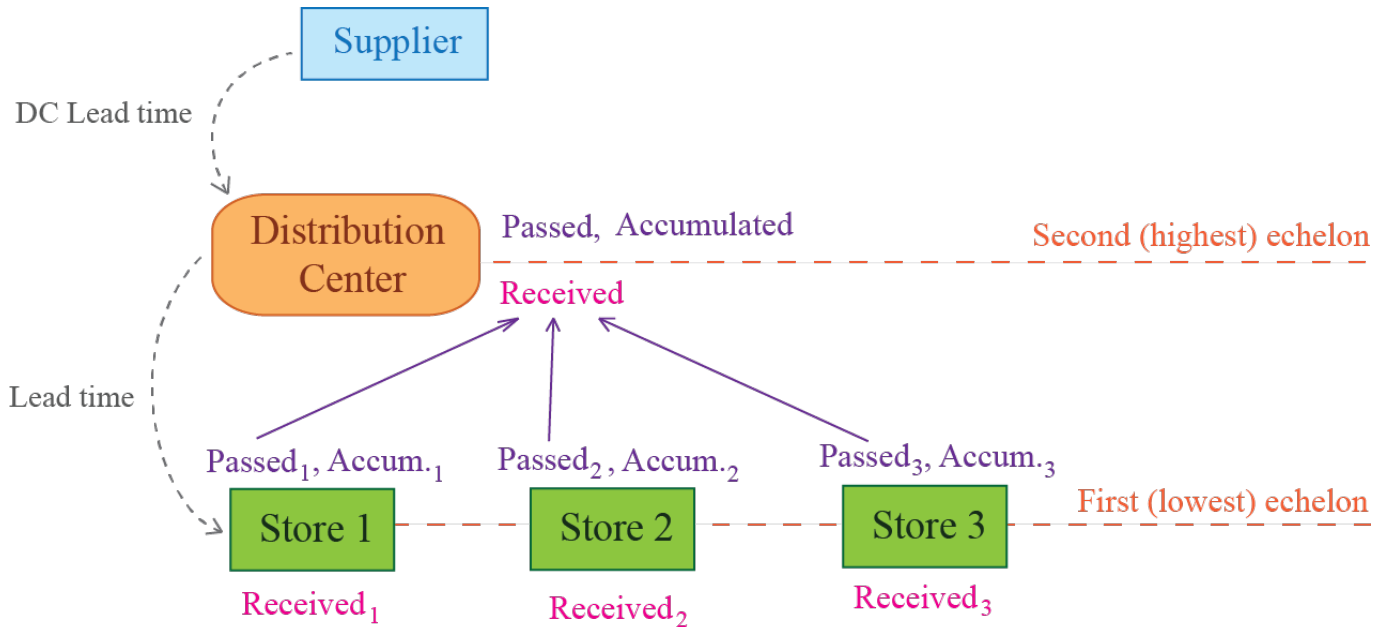 Supplier
DC Lead time
Distribution
Center
Passed, Accumulated
Second (highest) echelon
Received
Lead time
Passed₁, Accum.₁
Passed₂, Accum.₂
Passed₃, Accum.₃
First (lowest) echelon
Store 1
Store 2
Store 3
Received₁
Received₂
Received₃